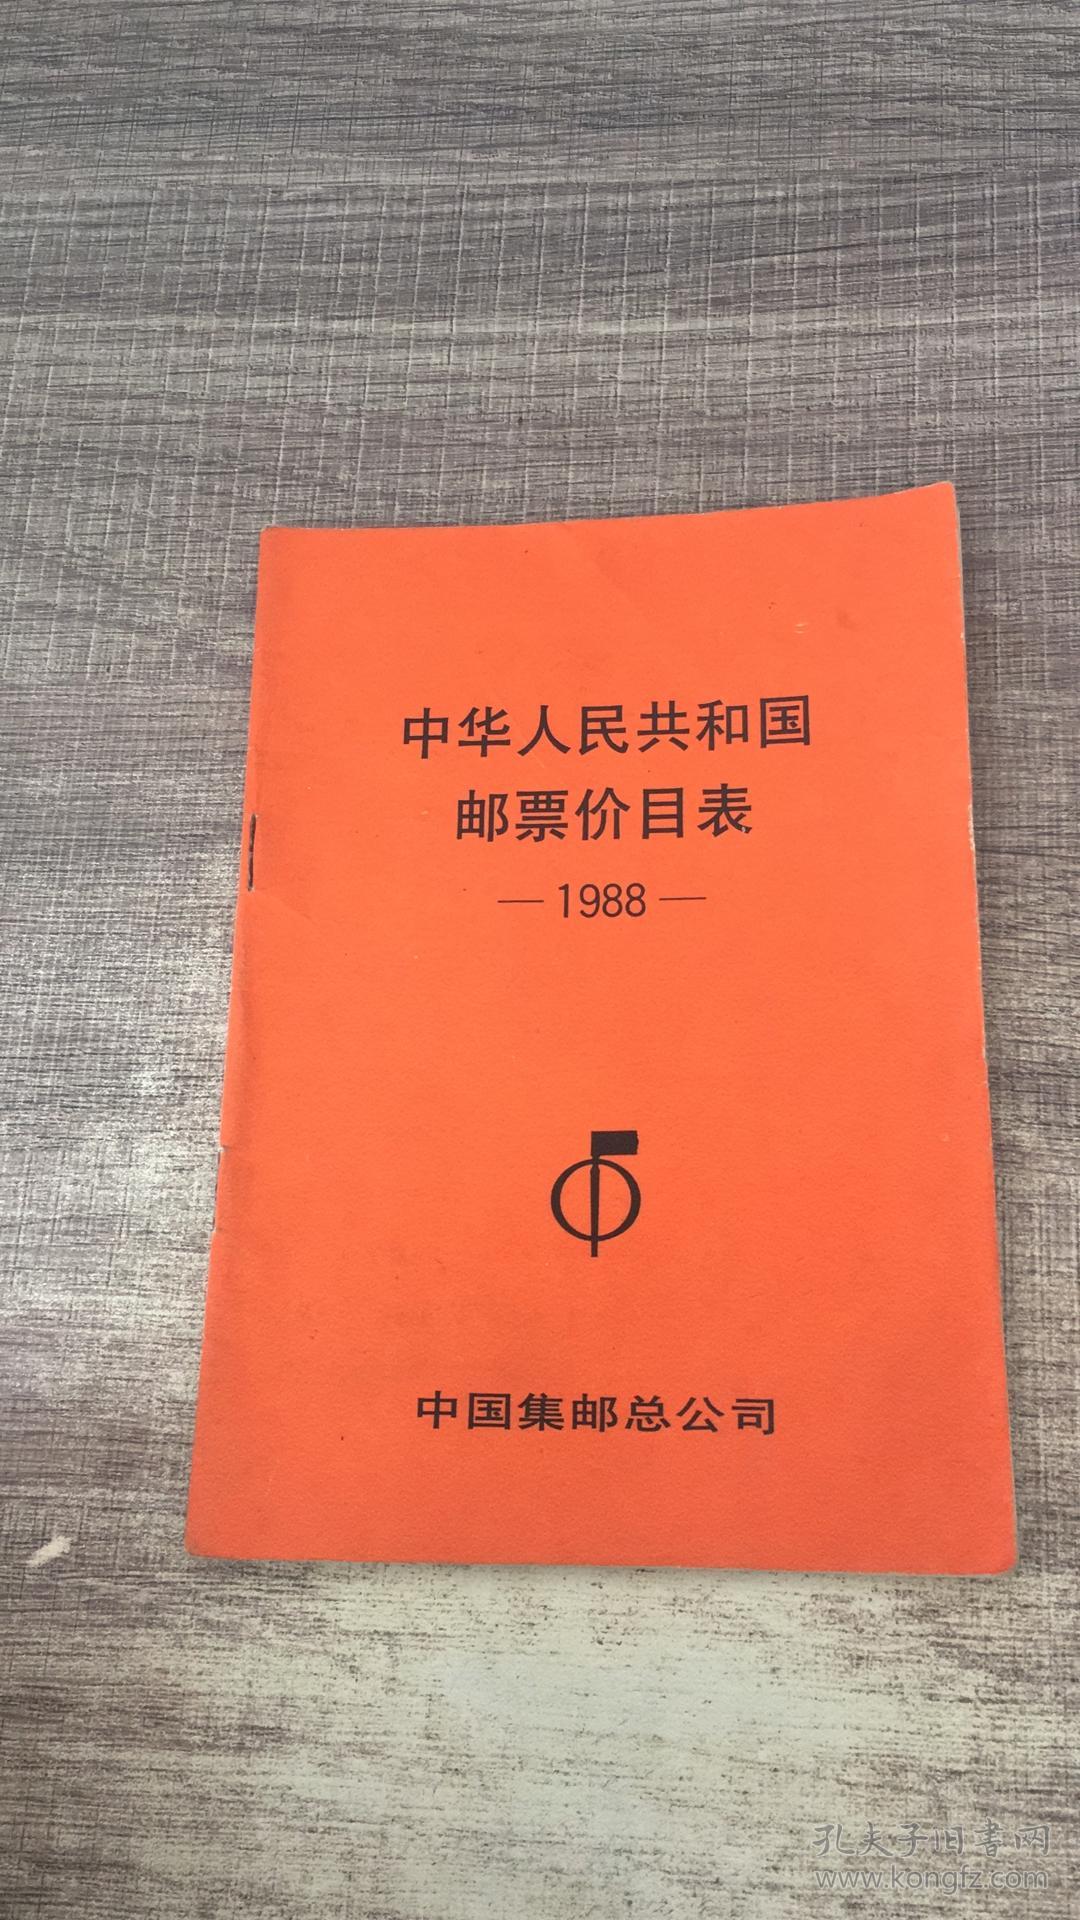 中华人民共和国
邮票价目表
—1988—
中国集邮总公司
孔夫子旧书网
www.kongfz.com